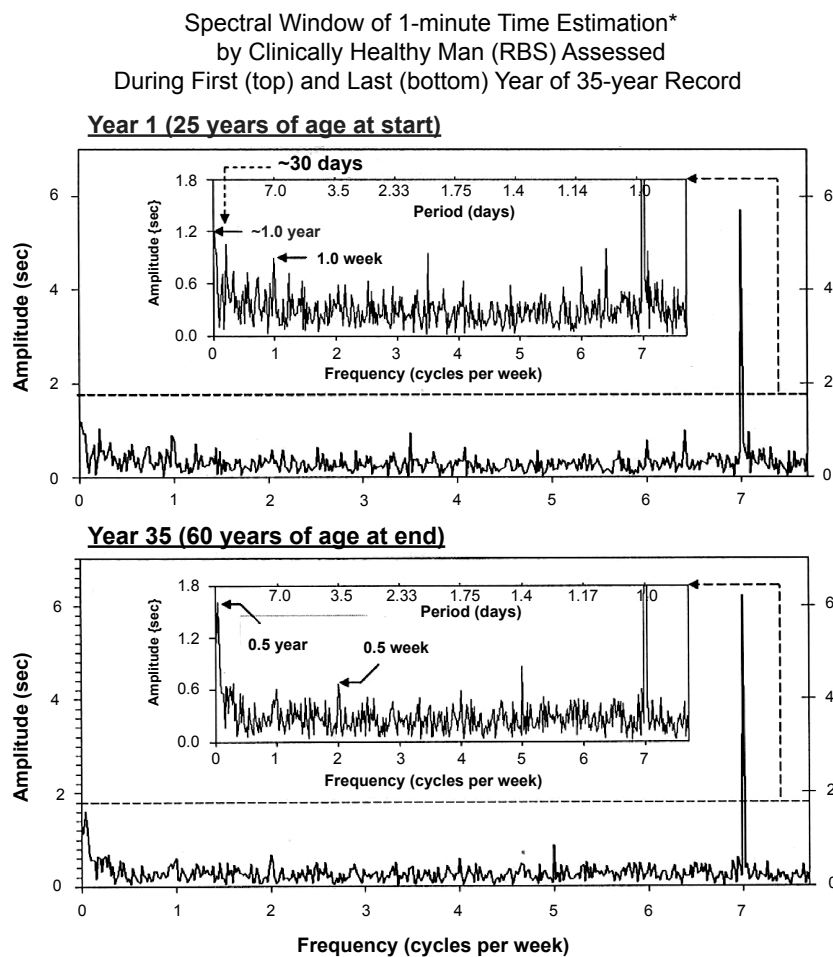 Spectral Window of 1-minute Time Estimation*
by Clinically Healthy Man (RBS) Assessed
During First (top) and Last (bottom) Year of 35-year Record
Year 1 (25 years of age at start)
6
4
2
0
Amplitude (sec)
6
4
2
0
~30 days
1.8
1.2
0.6
0.0
Amplitude {sec)
7.0 3.5 2.33 1.75 1.4 1.14 1.0
Period (days)
~1.0 year
1.0 week
0 1 2 3 4 5 6 7
Frequency (cycles per week)
0 1 2 3 4 5 6 7
Year 35 (60 years of age at end)
6
4
2
0
Amplitude (sec)
6
4
2
0
1.8
1.2
0.6
0.0
Amplitude {sec)
7.0 3.5 2.33 1.75 1.4 1.17 1.0
Period (days)
0.5 year
0.5 week
0 1 2 3 4 5 6 7
Frequency (cycles per week)
0 1 2 3 4 5 6 7
Frequency (cycles per week)